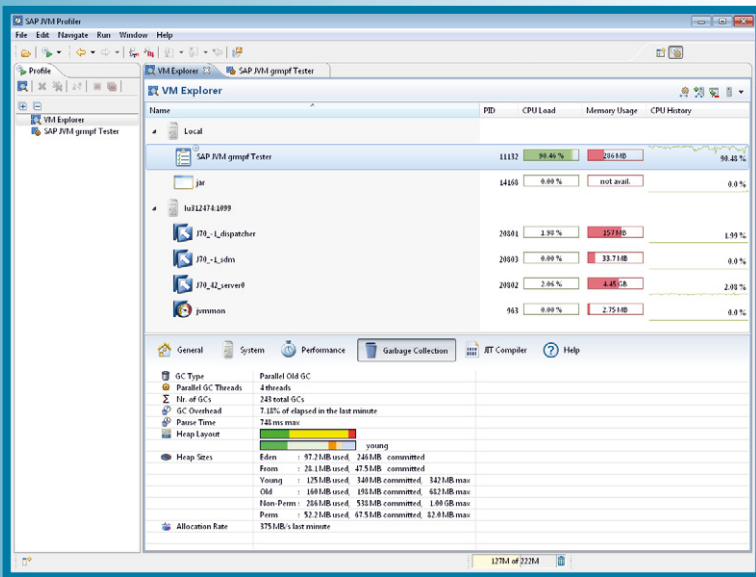 SAP JVM Profiler
File Edit Navigate Run Window Help
Profile
VM Explorer
SAP JVM grmpf Tester
VM Explorer
SAP JVM grmpf Tester
VM Explorer
Name PID CPU Load Memory Usage CPU History
Local
SAP JVM grmpf Tester 11132 90.46 % 286 MB 90.48 %
jar 14168 0.00 % not avail. 0.0 %
lu312474:1099
J70_-1_dispatcher 20801 1.98 % 157 MB 1.99 %
J70_-1_sdm 20803 0.00 % 33.7 MB 0.0 %
J70_42_server0 20802 2.06 % 4.45 GB 2.08 %
jvmmon 963 0.00 % 2.75 MB 0.0 %
General System Performance Garbage Collection JIT Compiler Help
GC Type Parallel Old GC
Parallel GC Threads 4 threads
Nr. of GCs 243 total GCs
GC Overhead 7.18% of elapsed in the last minute
Pause Time 748 ms max
Heap Layout
young
Heap Sizes Eden : 97.2 MB used, 246 MB committed
From : 28.1 MB used, 47.5 MB committed
Young : 125 MB used, 340 MB committed, 342 MB max
Old : 160 MB used, 198 MB committed, 682 MB max
Non-Perm : 286 MB used, 538 MB committed, 1.00 GB max
Perm : 52.2 MB used, 67.5 MB committed, 82.0 MB max
Allocation Rate 375 MB/s last minute
127M of 222M